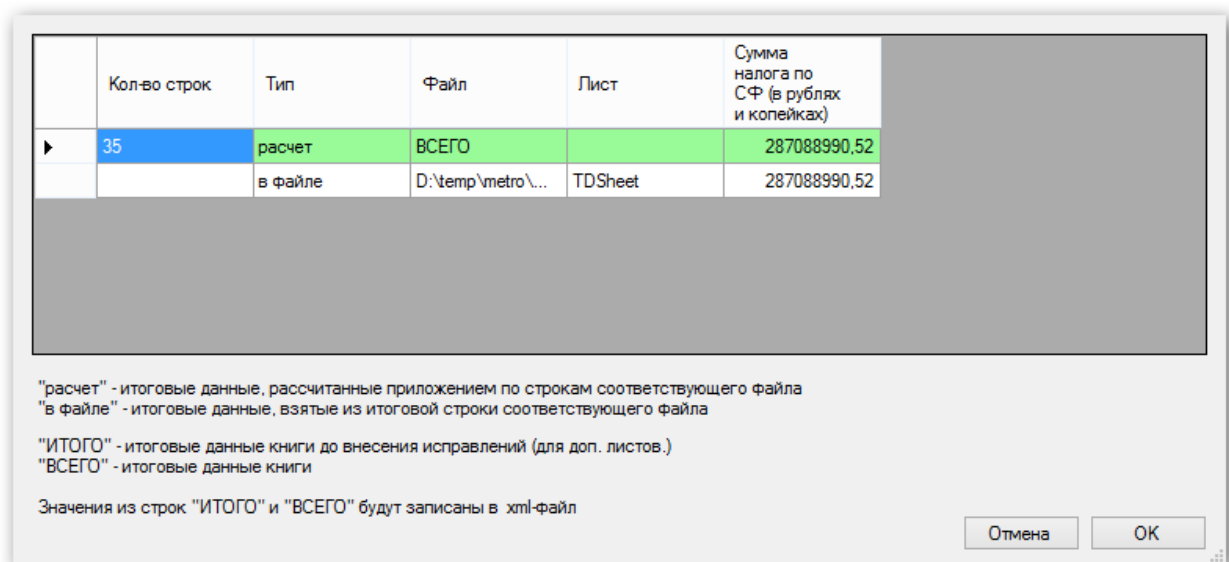 Кол-во строк Тип Файл Лист Сумма
налога по
СФ (в рублях
и копейках)
35 расчет ВСЕГО 287088990,52
в файле D:\temp\metro\... TDSheet 287088990,52
"расчет" - итоговые данные, рассчитанные приложением по строкам соответствующего файла
"в файле" - итоговые данные, взятые из итоговой строки соответствующего файла
"ИТОГО" - итоговые данные книги до внесения исправлений (для доп. листов.)
"ВСЕГО" - итоговые данные книги
Значения из строк "ИТОГО" и "ВСЕГО" будут записаны в xml-файл
Отмена OK